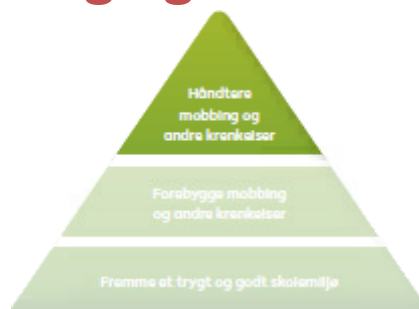 Håndtere
mobbing og
andre krenkelser
Forebygge mobbing
og andre krenkelser
Fremme et trygt og godt skolemiljø